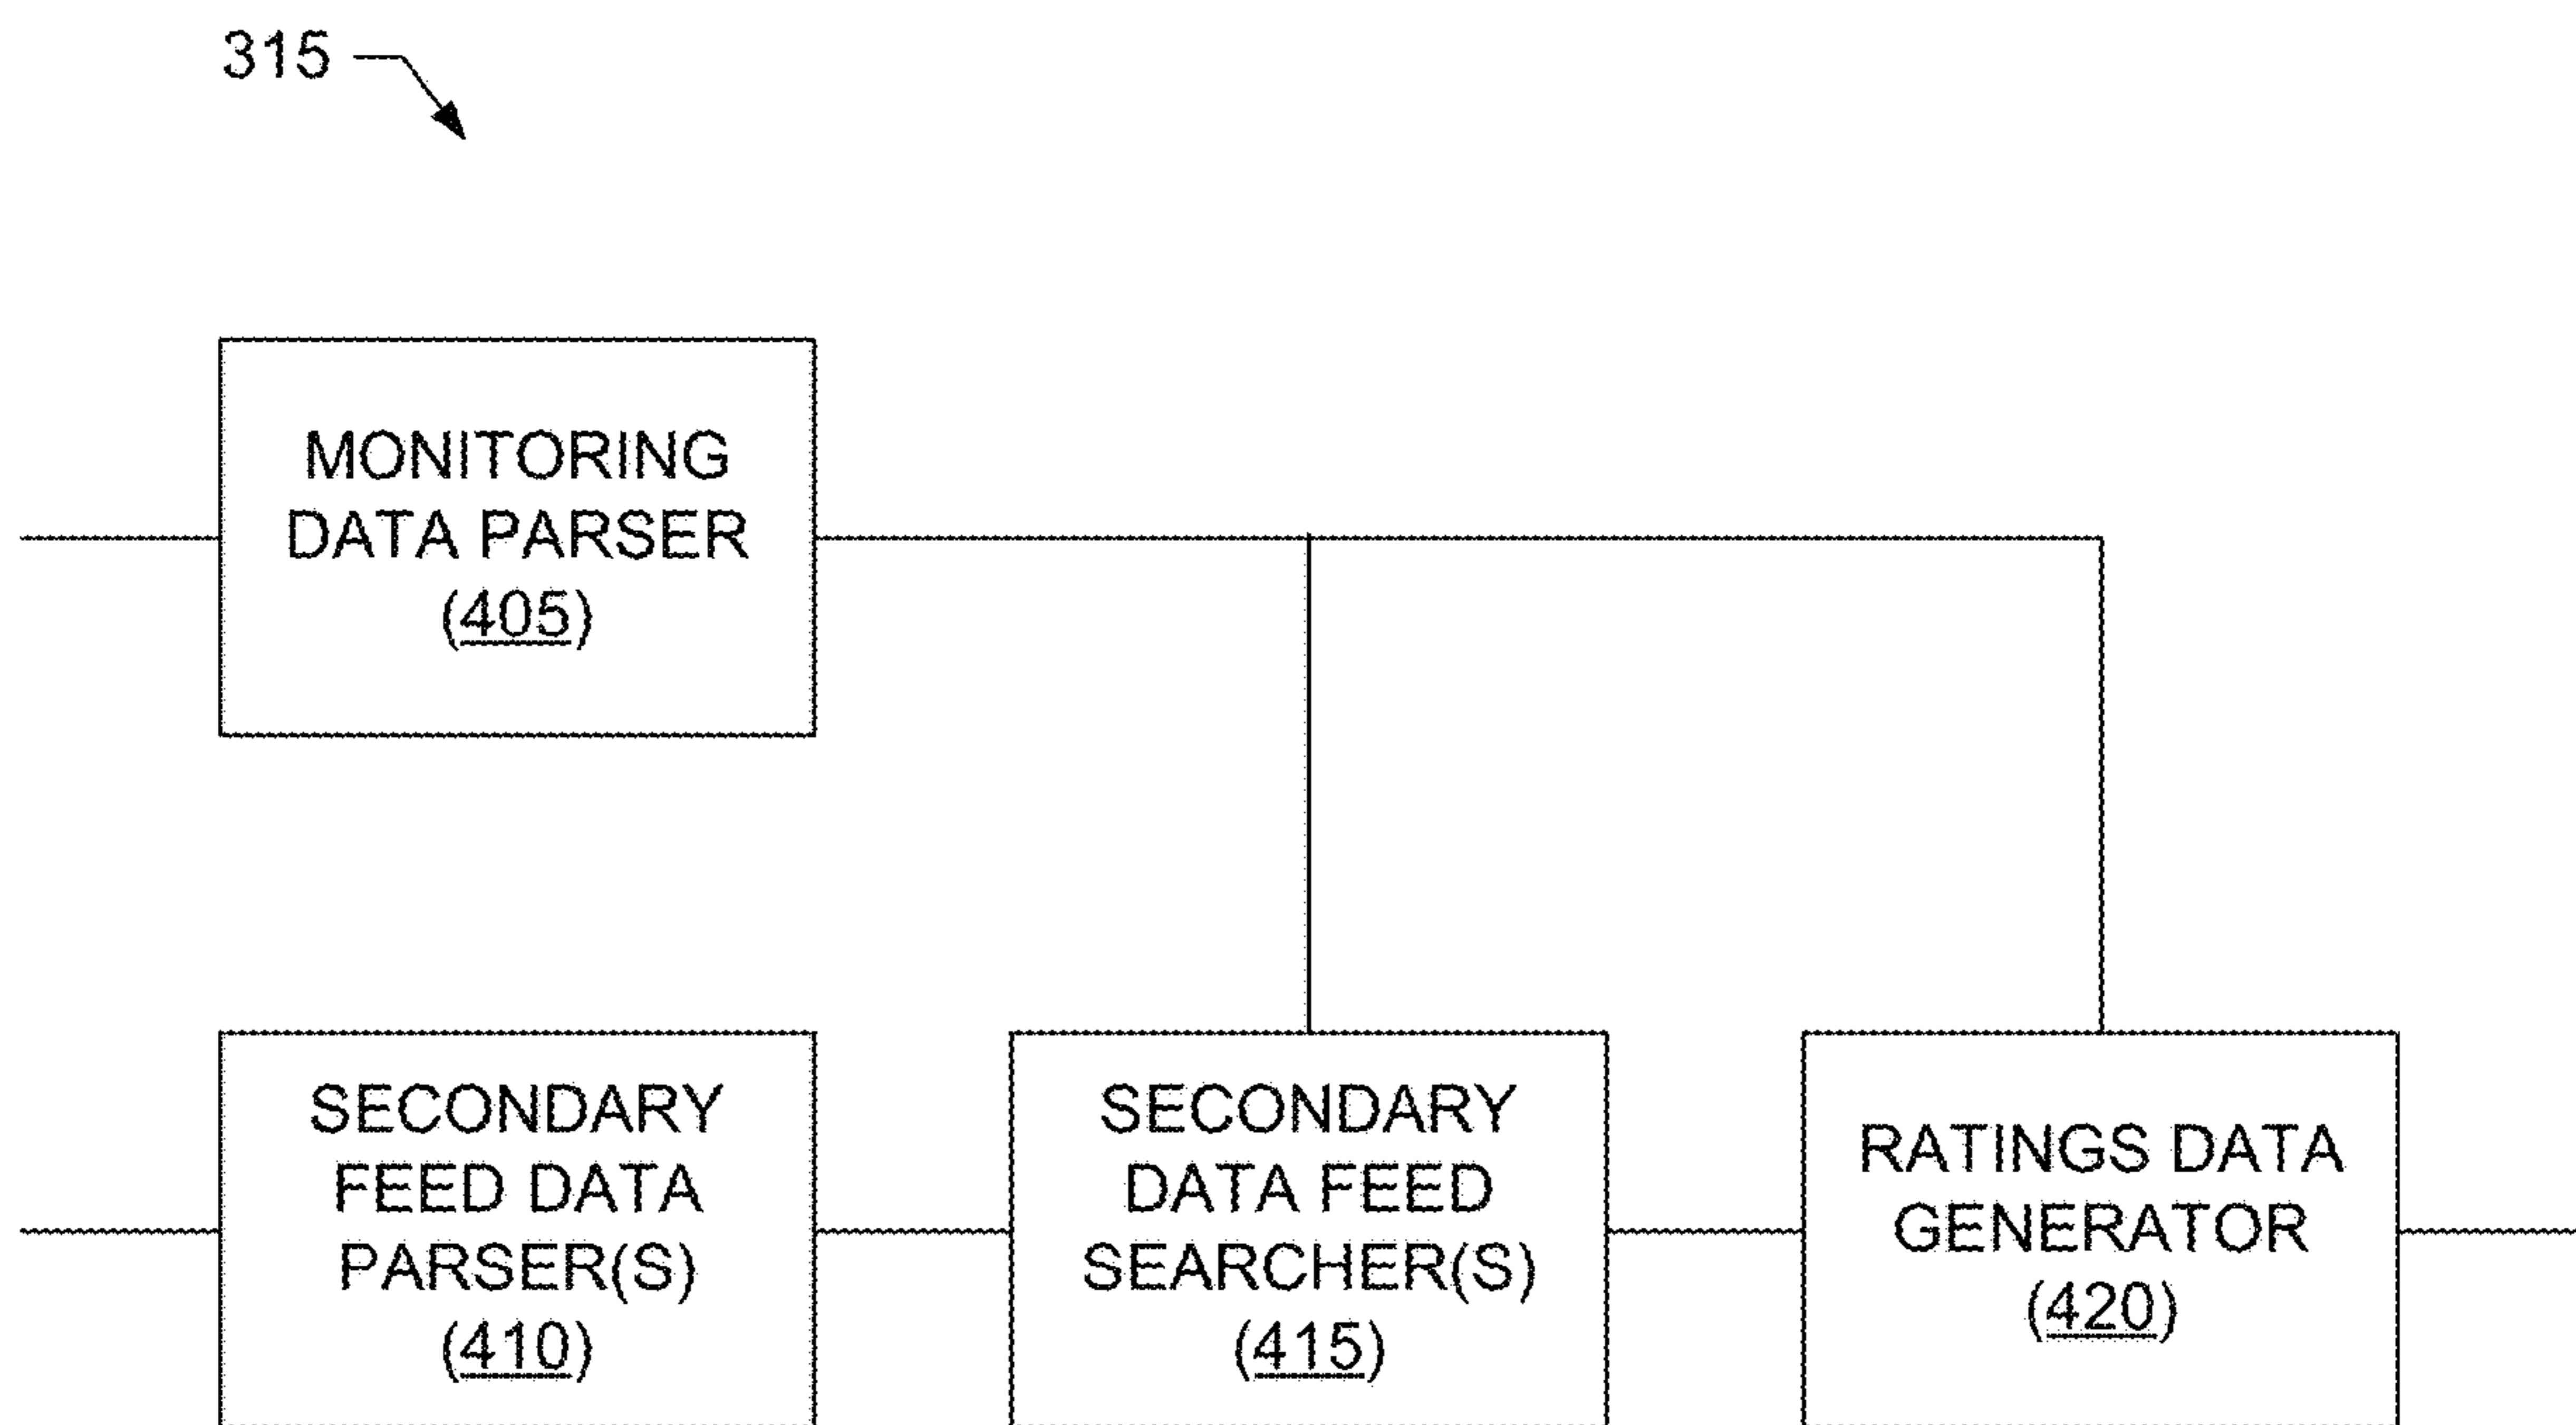 315
MONITORING
DATA PARSER
(405)
SECONDARY
FEED DATA
PARSER(S)
(410)
SECONDARY
DATA FEED
SEARCHER(S)
(415)
RATINGS DATA
GENERATOR
(420)